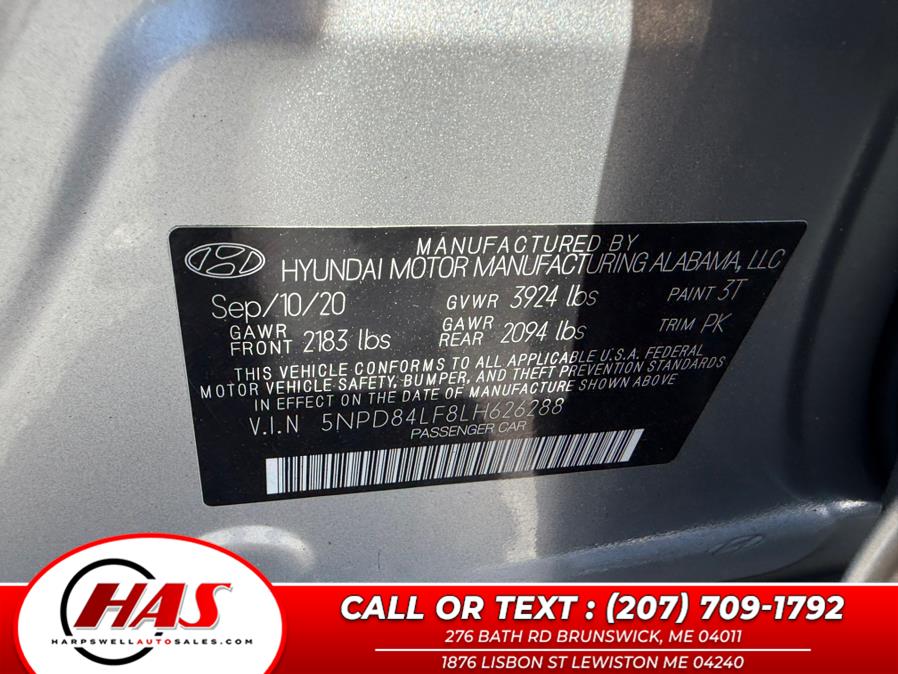 MANUFACTURED BY
HYUNDAI MOTOR MANUFACTURING ALABAMA, LLC
Sep/10/20 GVWR 3924 lbs PAINT 3T
GAWR FRONT 2183 lbs GAWR REAR 2094 lbs TRIM PK
THIS VEHICLE CONFORMS TO ALL APPLICABLE U.S.A. FEDERAL
MOTOR VEHICLE SAFETY, BUMPER, AND THEFT PREVENTION STANDARDS
IN EFFECT ON THE DATE OF MANUFACTURE SHOWN ABOVE
V.I.N 5NPD84LF8LH626288
PASSENGER CAR
HAS
HARPSWELLAUTOSALES.COM
CALL OR TEXT : (207) 709-1792
276 BATH RD BRUNSWICK, ME 04011
1876 LISBON ST LEWISTON ME 04240